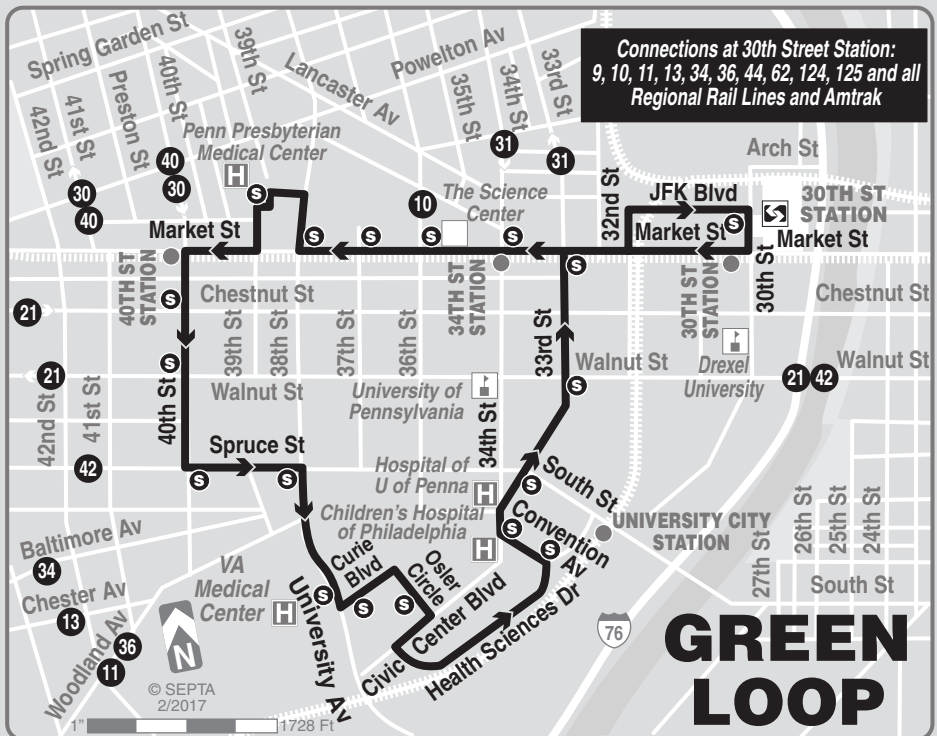 Connections at 30th Street Station:
9, 10, 11, 13, 34, 36, 44, 62, 124, 125 and all
Regional Rail Lines and Amtrak
Spring Garden St
39th St
40th St
Preston St
41st St
42nd St
Lancaster Av
Powelton Av
35th St
34th St
33rd St
31
31
Arch St
Penn Presbyterian
Medical Center
H
40
30
30
40
S
10
The Science
Center
32nd St
JFK Blvd
30TH ST
STATION
S
Market St
S
S
S
S
Market St
Market St
40TH ST
STATION
34TH ST
STATION
S
30TH ST
STATION
30th St
S
Chestnut St
Chestnut St
21
39th St
38th St
37th St
36th St
33rd St
S
21
Walnut St
Walnut St
Walnut St
Drexel
University
21
42
University of
Pennsylvania
S
42nd St
41st St
40th St
34th St
Spruce St
42
S
S
Hospital of
U of Penna
H
S
South St
Children's Hospital
of Philadelphia
H
S
S
Convention
Av
UNIVERSITY CITY
STATION
27th St
26th St
25th St
24th St
South St
Baltimore Av
34
Chester Av
13
Woodland Av
36
11
VA
Medical
Center
H
University Av
S
Curie
Blvd
S
S
Osler
Circle
Civic Center Blvd
Health Sciences Dr
76
N
© SEPTA
2/2017
1"
1728 Ft
GREEN
LOOP